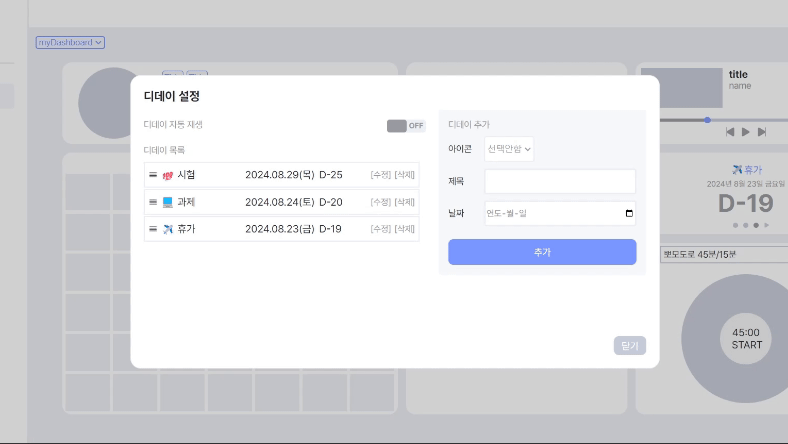 myDashboard
title
name
디데이 설정
디데이 자동 재생
OFF
디데이 목록
시험 2024.08.29(목) D-25 [수정] [삭제]
과제 2024.08.24(토) D-20 [수정] [삭제]
휴가 2024.08.23(금) D-19 [수정] [삭제]
디데이 추가
아이콘 선택안함
제목
날짜 연도-월-일
추가
닫기
휴가
2024년 8월 23일 금요일
D-19
뽀모도로 45분/15분
45:00
START